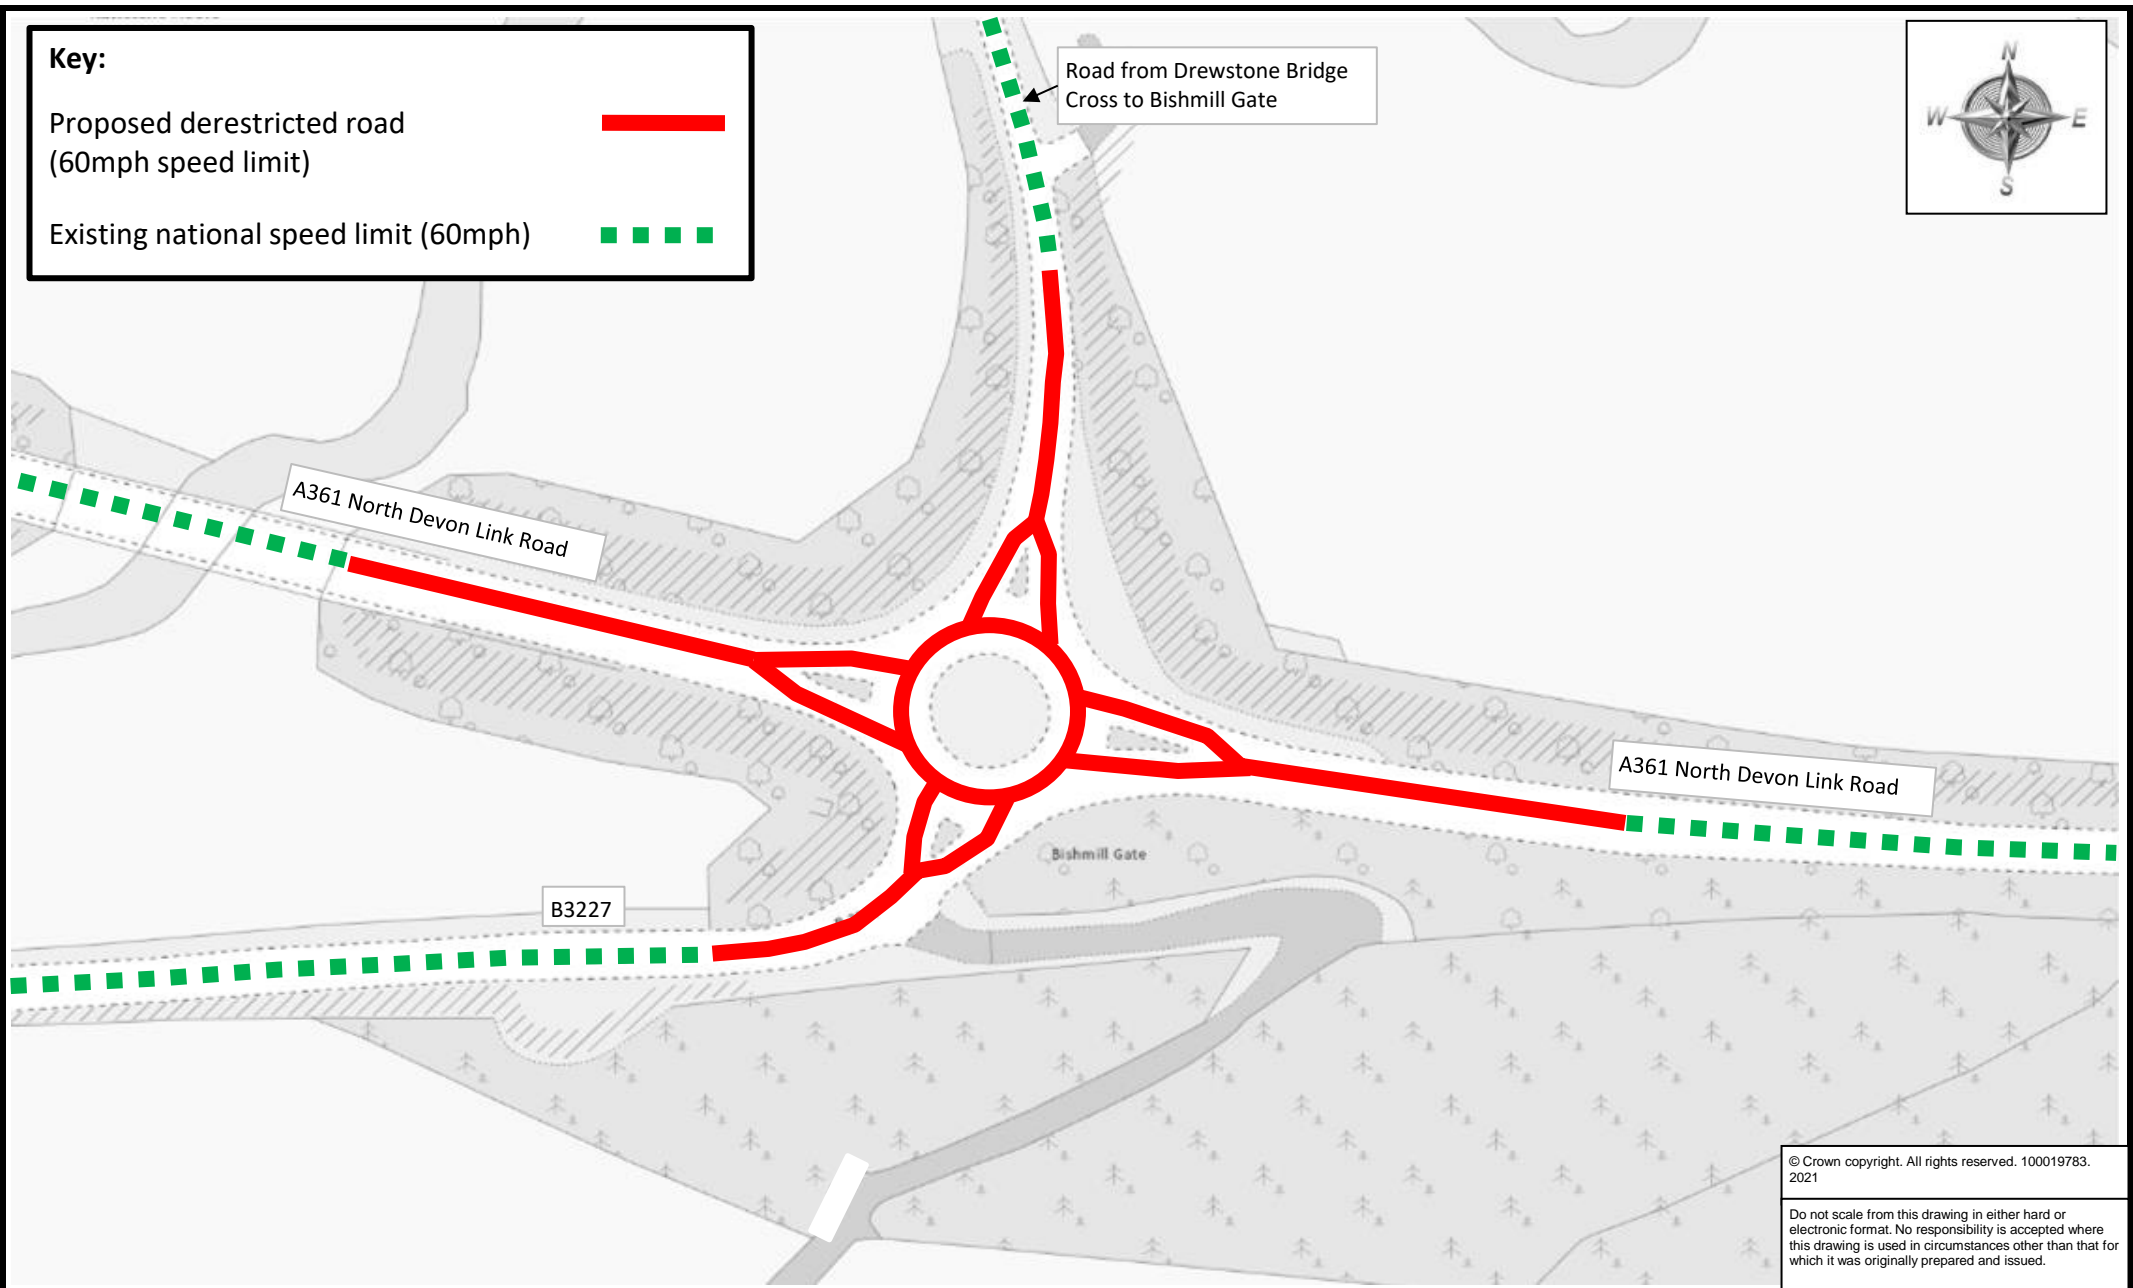 Key:
Proposed derestricted road
(60mph speed limit)
Existing national speed limit (60mph)
Road from Drewstone Bridge
Cross to Bishmill Gate
N
W
E
S
A361 North Devon Link Road
A361 North Devon Link Road
Bishmill Gate
B3227
© Crown copyright. All rights reserved. 100019783.
2021
Do not scale from this drawing in either hard or
electronic format. No responsibility is accepted where
this drawing is used in circumstances other than that for
which it was originally prepared and issued.